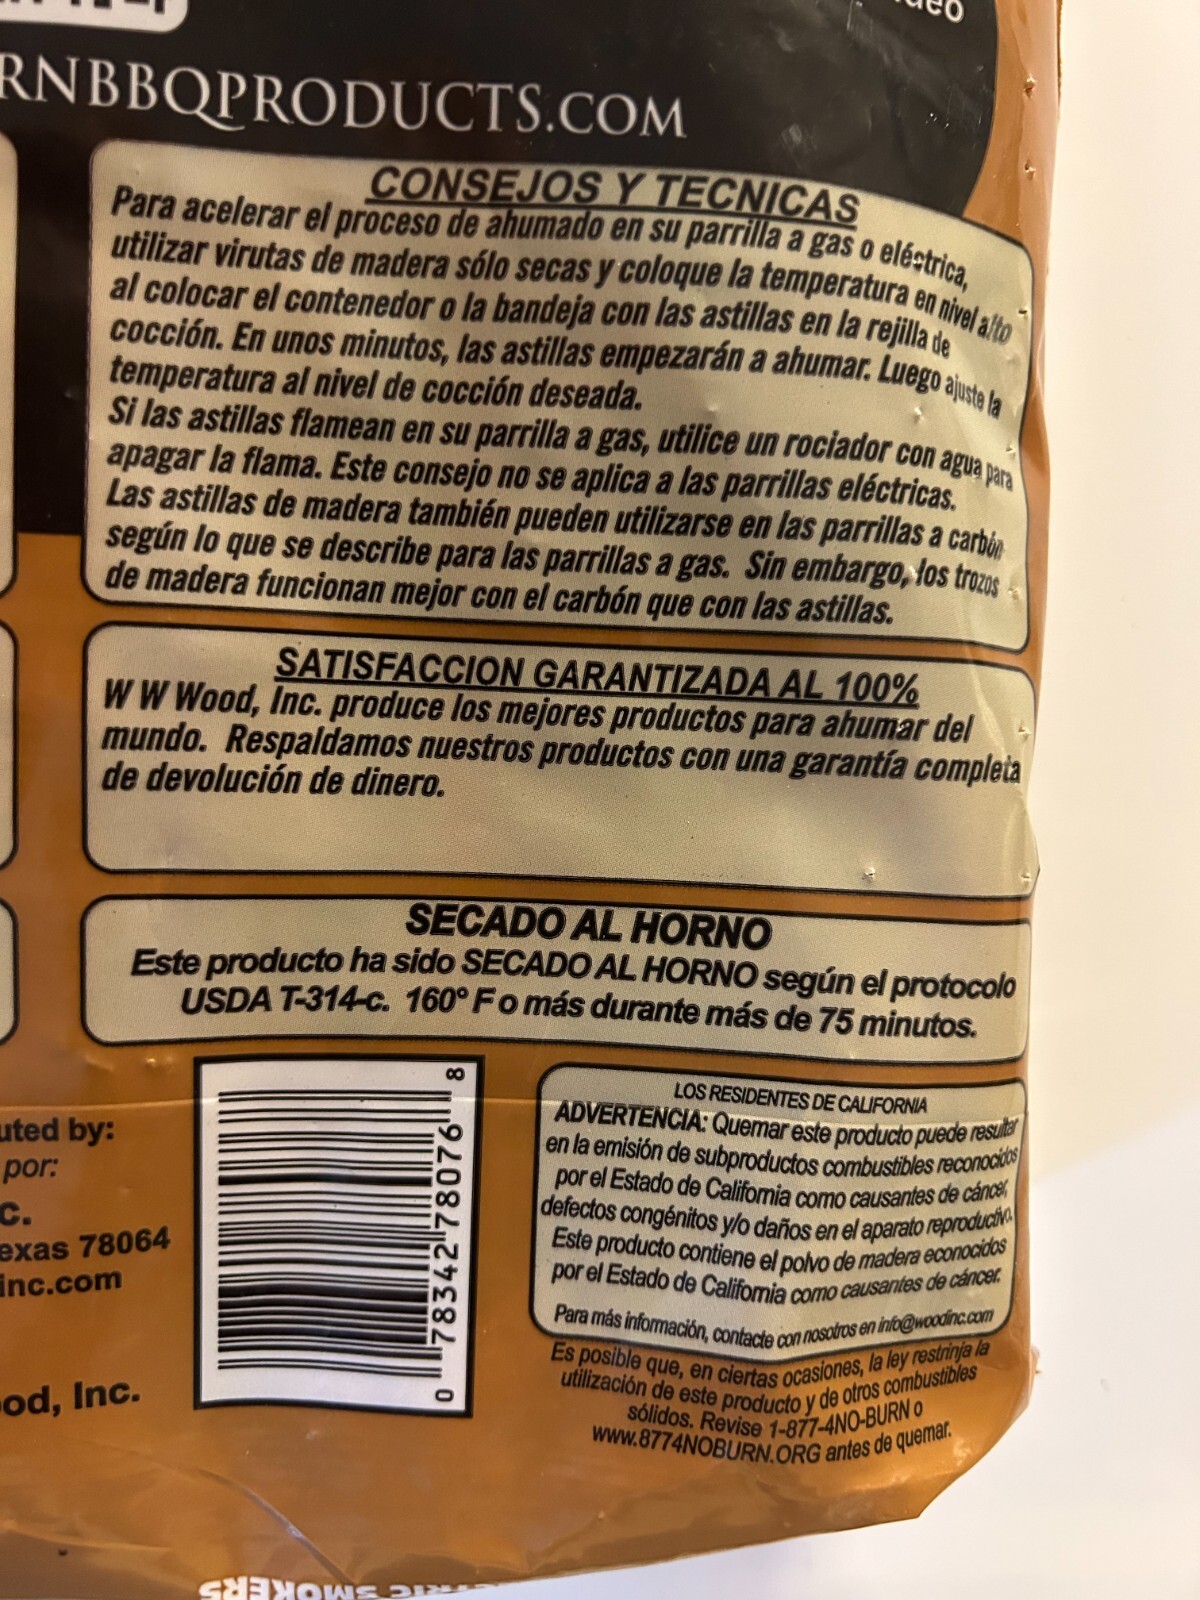 RNBBQPRODUCTS.COM
CONSEJOS Y TECNICAS
Para acelerar el proceso de ahumado en su parrilla a gas o eléctrica,
utilizar virutas de madera sólo secas y coloque la temperatura en nivel alto
al colocar el contenedor o la bandeja con las astillas en la rejilla de
cocción. En unos minutos, las astillas empezarán a ahumar. Luego ajuste la
temperatura al nivel de cocción deseada.
Si las astillas flamean en su parrilla a gas, utilice un rociador con agua para
apagar la flama. Este consejo no se aplica a las parrillas eléctricas.
Las astillas de madera también pueden utilizarse en las parrillas a carbón
según lo que se describe para las parrillas a gas. Sin embargo, los trozos
de madera funcionan mejor con el carbón que con las astillas.
SATISFACCION GARANTIZADA AL 100%
W W Wood, Inc. produce los mejores productos para ahumar del
mundo. Respaldamos nuestros productos con una garantía completa
de devolución de dinero.
SECADO AL HORNO
Este producto ha sido SECADO AL HORNO según el protocolo
USDA T-314-c. 160° F o más durante más de 75 minutos.
uted by:
por:
c.
exas 78064
inc.com
od, Inc.
0 78342 78076 8
LOS RESIDENTES DE CALIFORNIA
ADVERTENCIA: Quemar este producto puede resultar
en la emisión de subproductos combustibles reconocidos
por el Estado de California como causantes de cáncer,
defectos congénitos y/o daños en el aparato reproductivo.
Este producto contiene el polvo de madera econocidos
por el Estado de California como causantes de cáncer.
Para más información, contacte con nosotros en info@woodinc.com
Es posible que, en ciertas ocasiones, la ley restrinja la
utilización de este producto y de otros combustibles
sólidos. Revise 1-877-4NO-BURN o
www.8774NOBURN.ORG antes de quemar.
TRIC SMOKERS